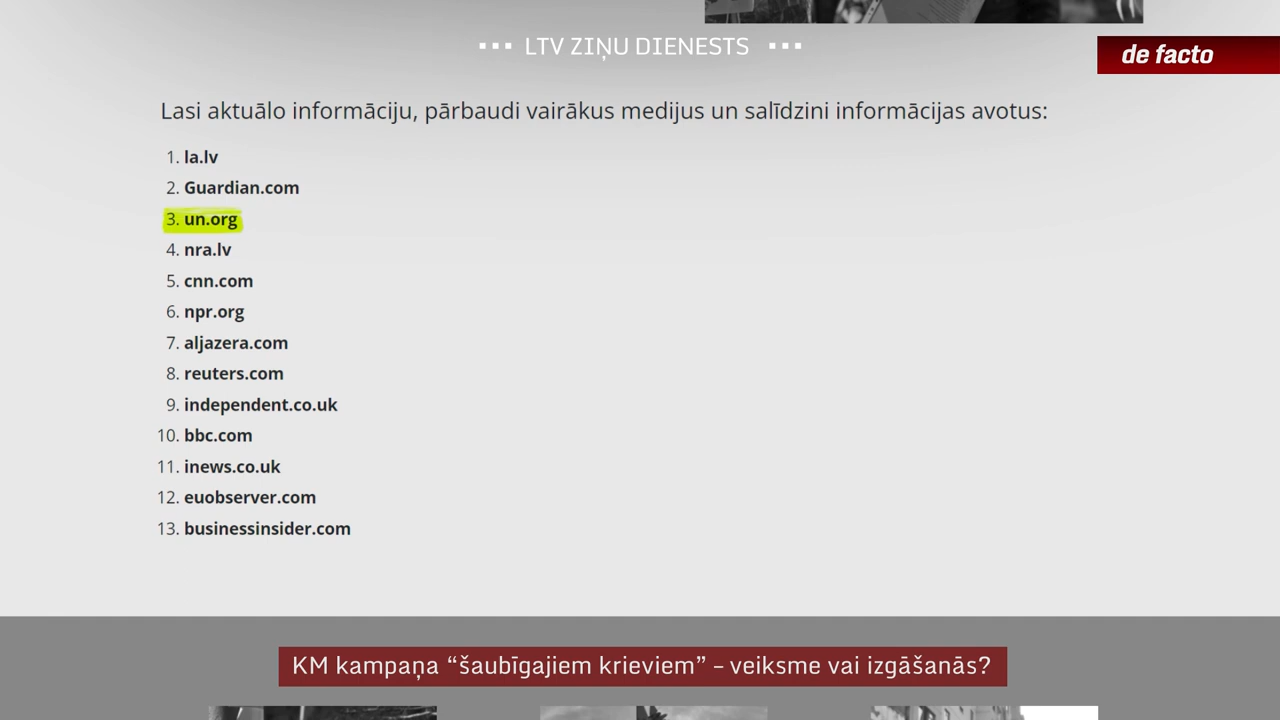 LTV ZIŅU DIENESTS
de facto
Lasi aktuālo informāciju, pārbaudi vairākus medijus un salīdzini informācijas avotus:
1. la.lv
2. Guardian.com
3. un.org
4. nra.lv
5. cnn.com
6. npr.org
7. aljazera.com
8. reuters.com
9. independent.co.uk
10. bbc.com
11. inews.co.uk
12. euobserver.com
13. businessinsider.com
KM kampaņa “šaubīgajiem krieviem” – veiksme vai izgāšanās?